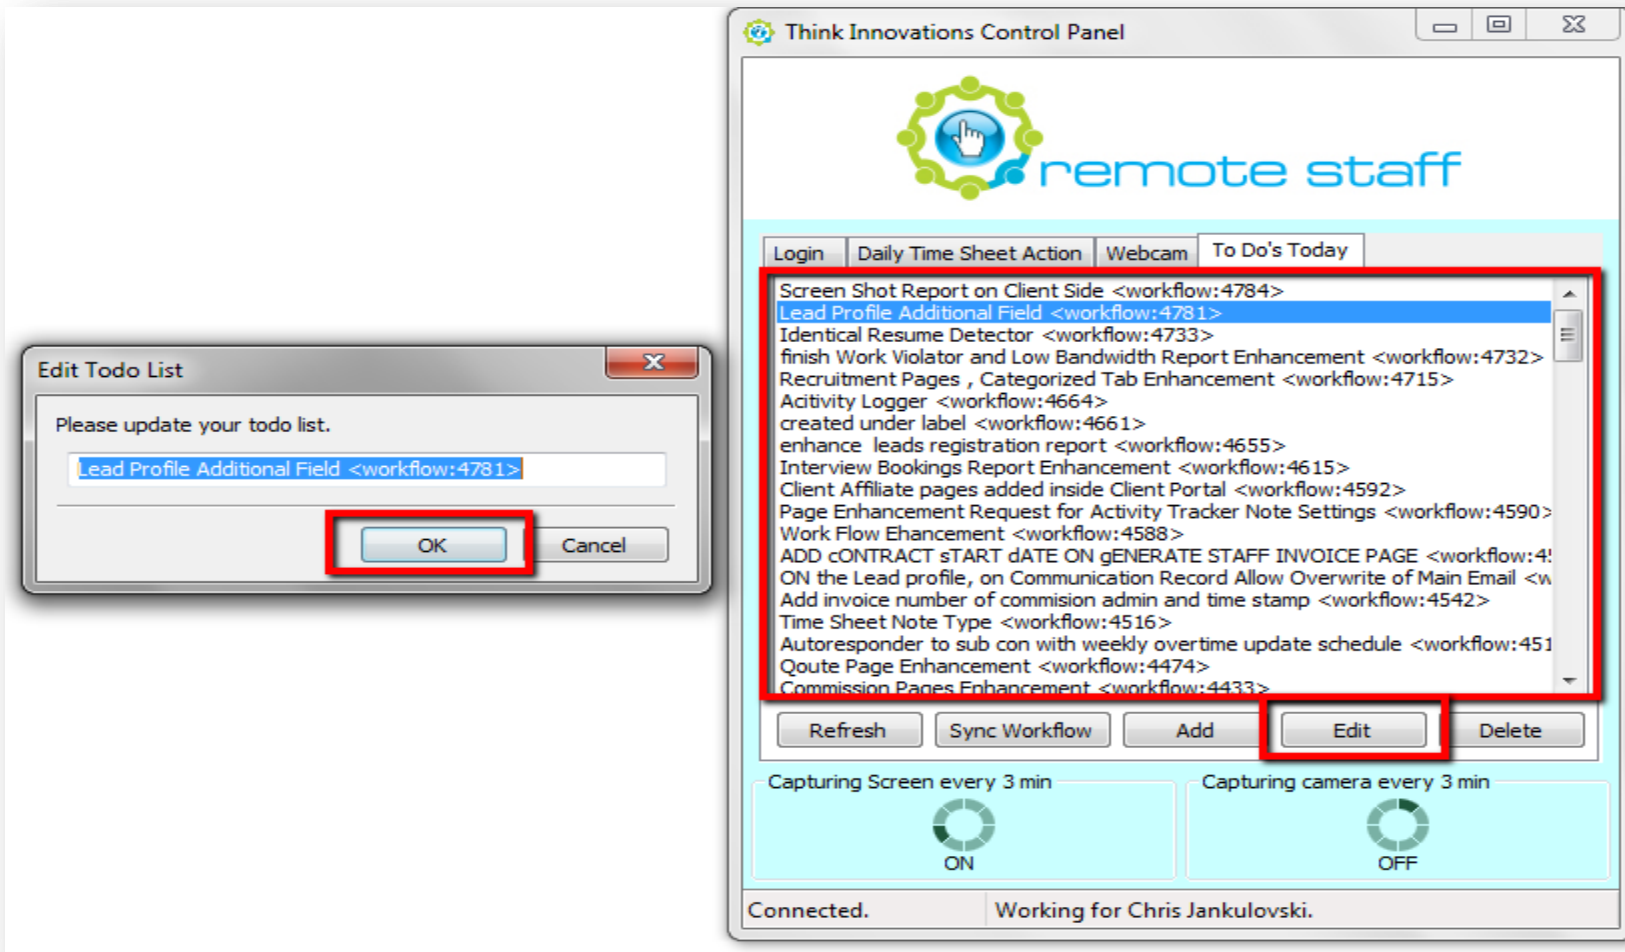 Think Innovations Control Panel
remote staff
Login Daily Time Sheet Action Webcam To Do's Today
Screen Shot Report on Client Side <workflow:4784>
Lead Profile Additional Field <workflow:4781>
Identical Resume Detector <workflow:4733>
finish Work Violator and Low Bandwidth Report Enhancement <workflow:4732>
Recruitment Pages , Categorized Tab Enhancement <workflow:4715>
Acitivity Logger <workflow:4664>
created under label <workflow:4661>
enhance leads registration report <workflow:4655>
Interview Bookings Report Enhancement <workflow:4615>
Client Affiliate pages added inside Client Portal <workflow:4592>
Page Enhancement Request for Activity Tracker Note Settings <workflow:4590>
Work Flow Ehancement <workflow:4588>
ADD cONTRACT sTART dATE ON gENERATE STAFF INVOICE PAGE <workflow:4
ON the Lead profile, on Communication Record Allow Overwrite of Main Email <w
Add invoice number of commision admin and time stamp <workflow:4542>
Time Sheet Note Type <workflow:4516>
Autoresponder to sub con with weekly overtime update schedule <workflow:451
Qoute Page Enhancement <workflow:4474>
Commission Pages Enhancement <workflow:4433>
Refresh Sync Workflow Add Edit Delete
Capturing Screen every 3 min
ON
Capturing camera every 3 min
OFF
Connected. Working for Chris Jankulovski.
Edit Todo List
Please update your todo list.
Lead Profile Additional Field <workflow:4781>
OK Cancel